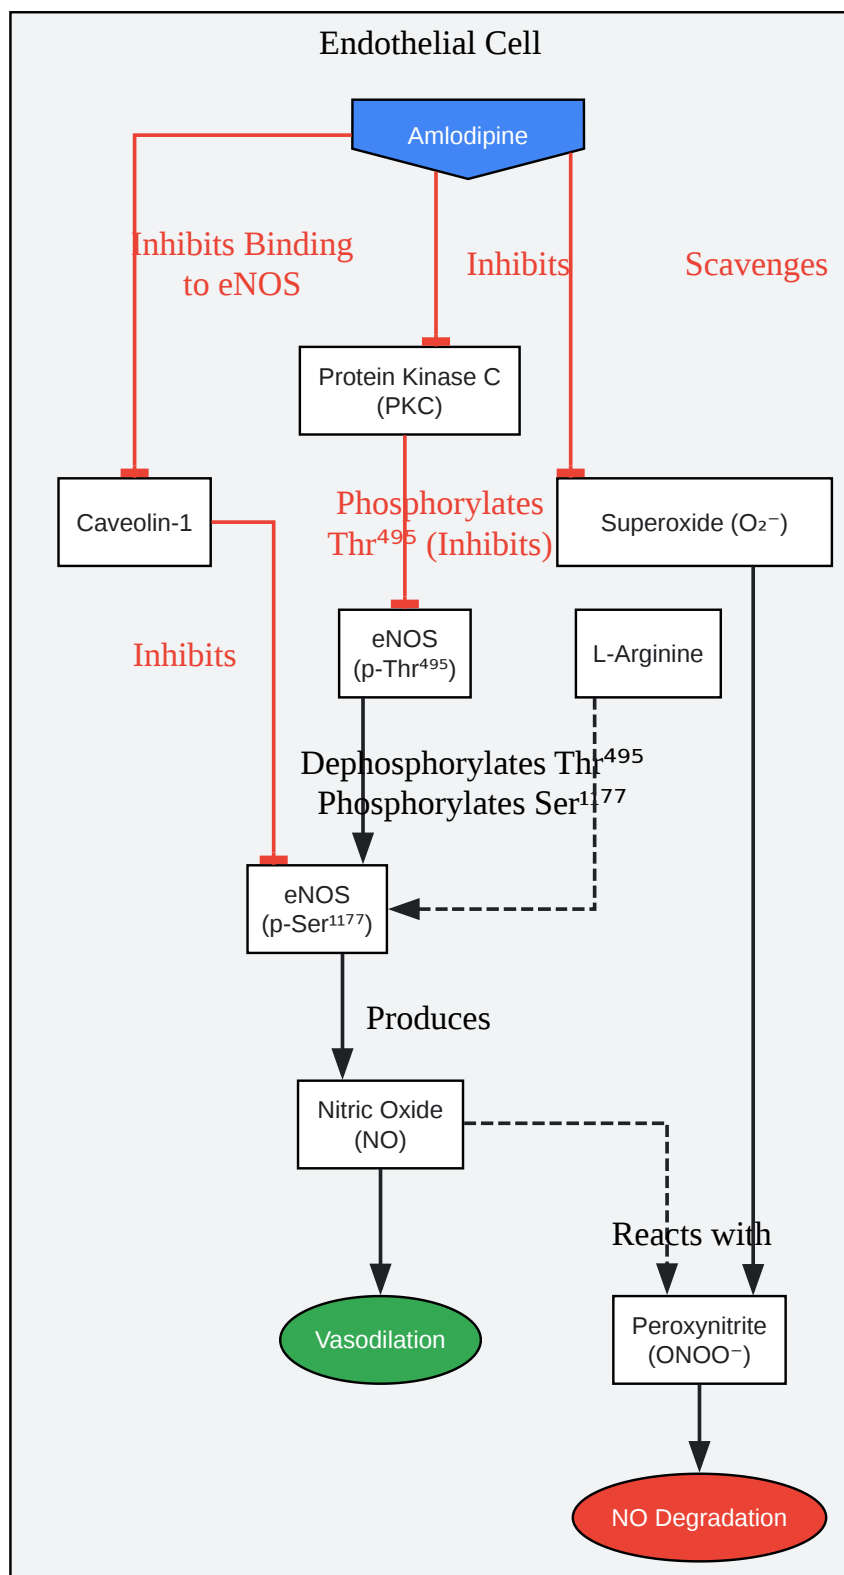 Endothelial Cell
Amlodipine
Inhibits Binding
to eNOS
Inhibits
Scavenges
Protein Kinase C
(PKC)
Caveolin-1
Phosphorylates
Thr⁴⁹⁵ (Inhibits)
Superoxide (O₂⁻)
Inhibits
eNOS
(p-Thr⁴⁹⁵)
L-Arginine
Dephosphorylates Thr⁴⁹⁵
Phosphorylates Ser¹¹⁷⁷
eNOS
(p-Ser¹¹⁷⁷)
Produces
Nitric Oxide
(NO)
Reacts with
Vasodilation
Peroxynitrite
(ONOO⁻)
NO Degradation